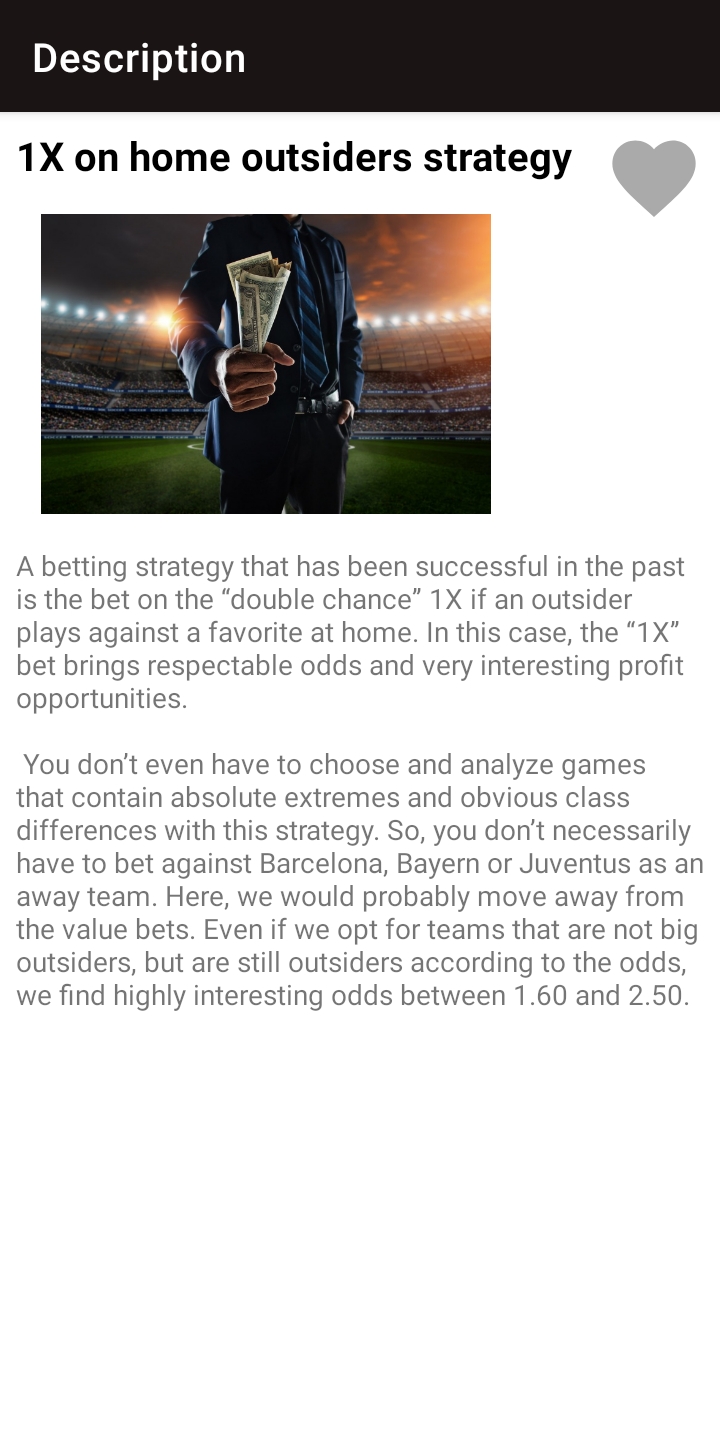 Description
1X on home outsiders strategy
A betting strategy that has been successful in the past
is the bet on the “double chance” 1X if an outsider
plays against a favorite at home. In this case, the “1X”
bet brings respectable odds and very interesting profit
opportunities.
You don’t even have to choose and analyze games
that contain absolute extremes and obvious class
differences with this strategy. So, you don’t necessarily
have to bet against Barcelona, Bayern or Juventus as an
away team. Here, we would probably move away from
the value bets. Even if we opt for teams that are not big
outsiders, but are still outsiders according to the odds,
we find highly interesting odds between 1.60 and 2.50.